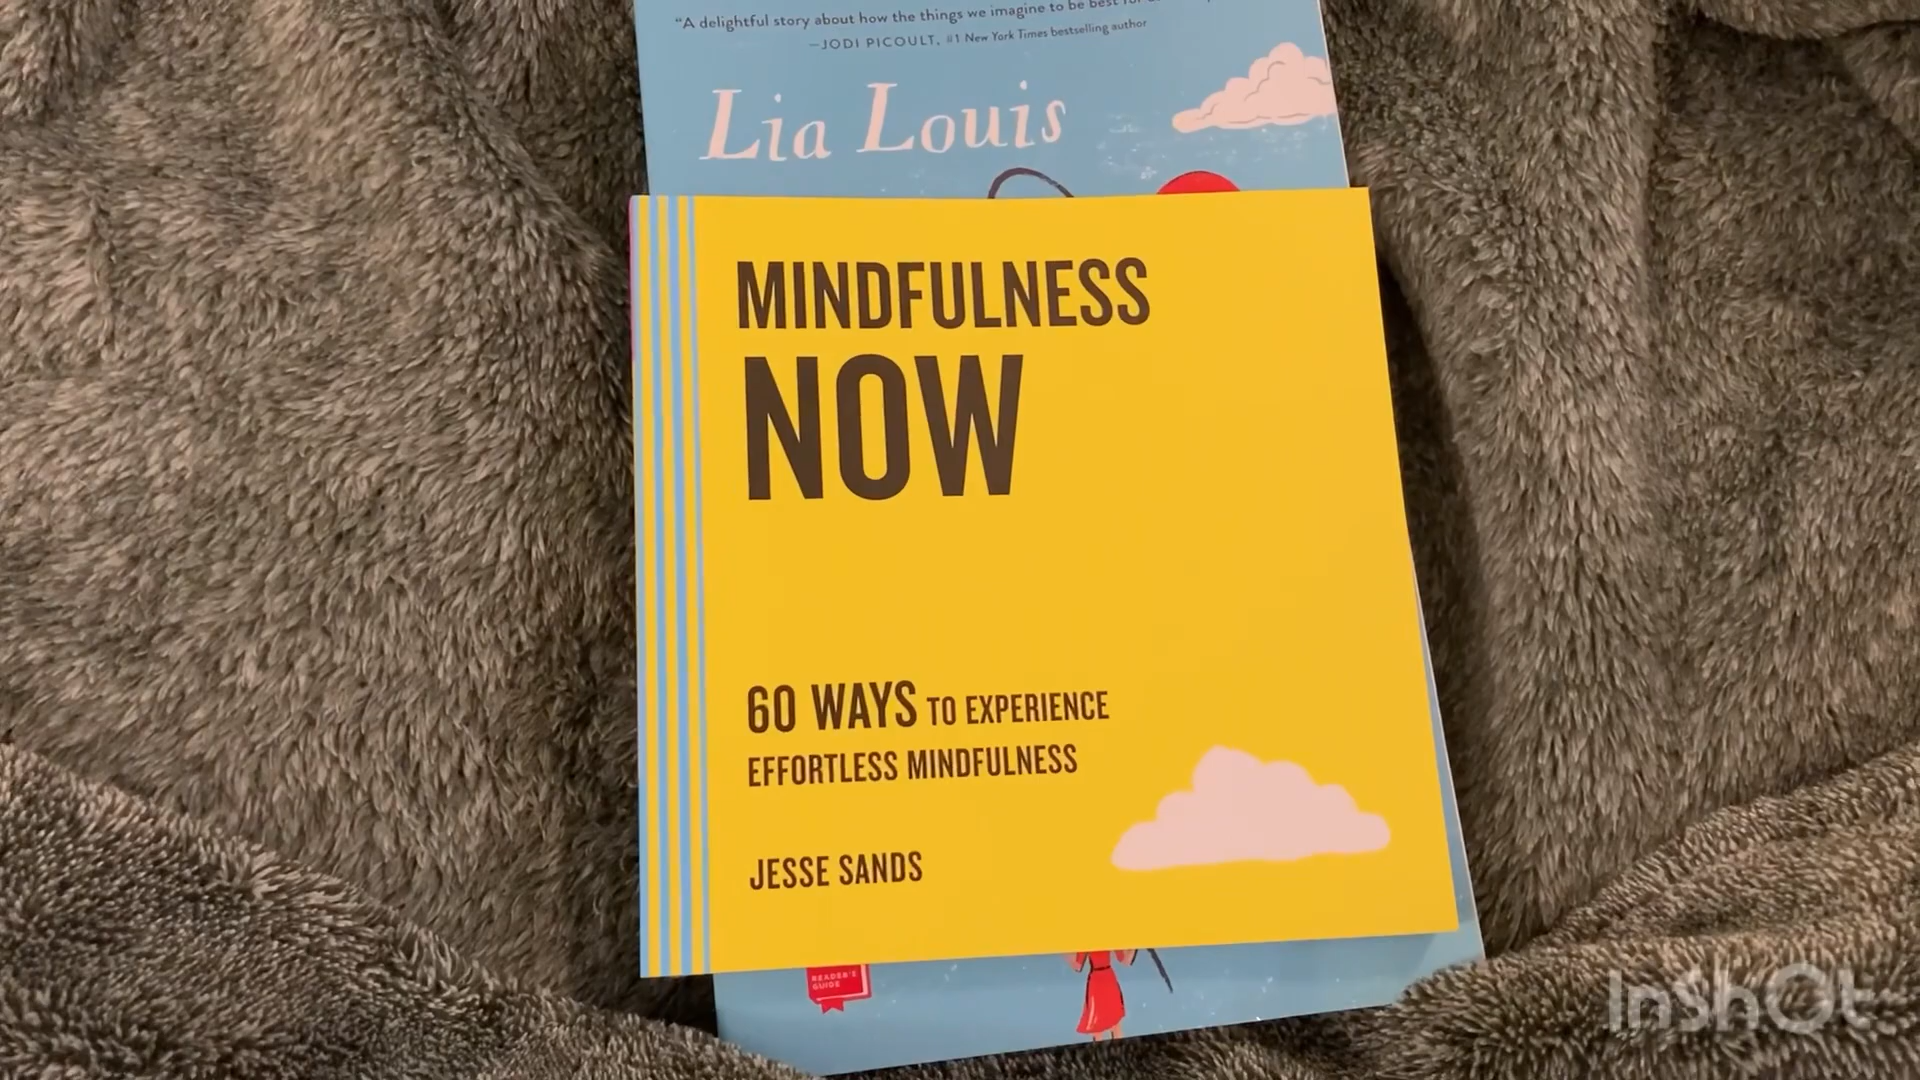 "A delightful story about how the things we imagine to be best for
—JODI PICOULT, #1 New York Times bestselling author
Lia Louis
MINDFULNESS
NOW
60 WAYS TO EXPERIENCE
EFFORTLESS MINDFULNESS
JESSE SANDS
READER'S
GUIDE
InShOt